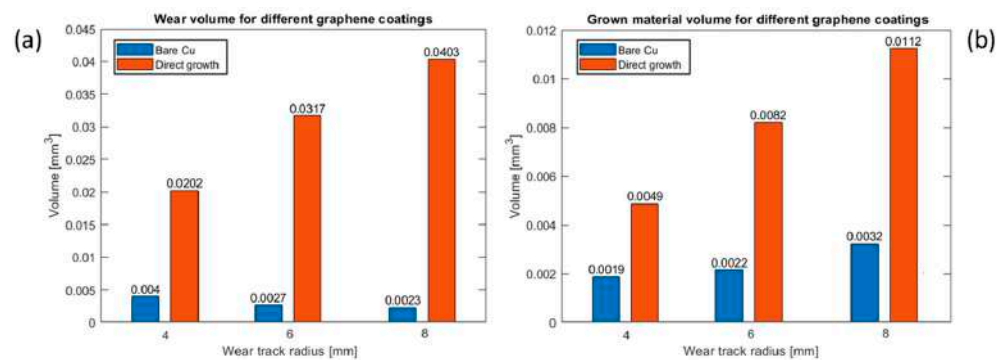 (a)
Wear volume for different graphene coatings
Volume [mm³]
0.045
0.04
0.035
0.03
0.025
0.02
0.015
0.01
0.005
0
Bare Cu
Direct growth
0.004
0.0202
0.0027
0.0317
0.0023
0.0403
4
6
8
Wear track radius [mm]
Grown material volume for different graphene coatings
(b)
Volume [mm³]
0.012
0.01
0.008
0.006
0.004
0.002
0
Bare Cu
Direct growth
0.0019
0.0049
0.0022
0.0082
0.0032
0.0112
4
6
8
Wear track radius [mm]